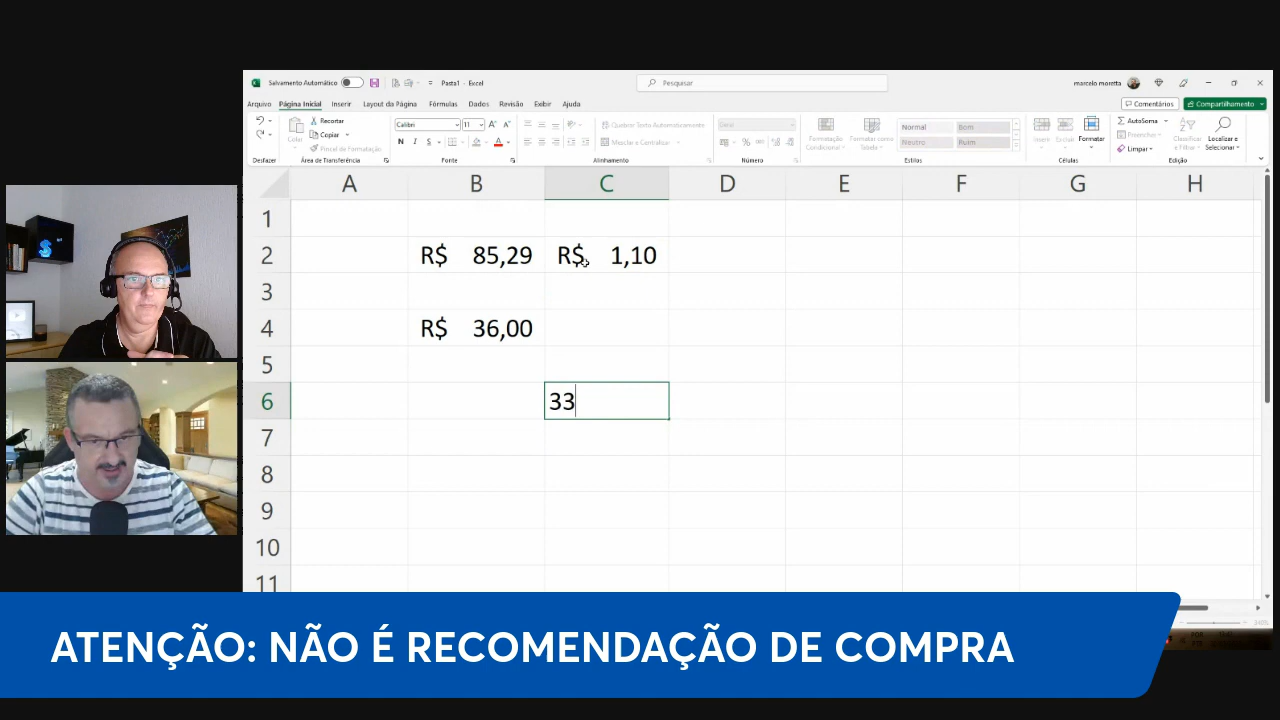 Salvamento Automático
Pasta1 - Excel
Pesquisar
marcelo moretta
Arquivo Página Inicial Inserir Layout da Página Fórmulas Dados Revisão Exibir Ajuda
Comentários Compartilhamento
Recortar
Copiar
Pincel de Formatação
Colar
Calibri 11
N I S
Quebrar Texto Automaticamente
Mesclar e Centralizar
Geral
Formatação Condicional
Formatar como Tabela
Normal Bom
Neutro Ruim
Inserir Excluir Formatar
AutoSoma
Preencher
Limpar
Classificar e Filtrar
Localizar e Selecionar
Desfazer Área de Transferência Fonte Alinhamento Número Estilos Células Edição
A B C D E F G H
1
2 R$ 85,29 R$ 1,10
3
4 R$ 36,00
5
6 33
7
8
9
10
11
ATENÇÃO: NÃO É RECOMENDAÇÃO DE COMPRA